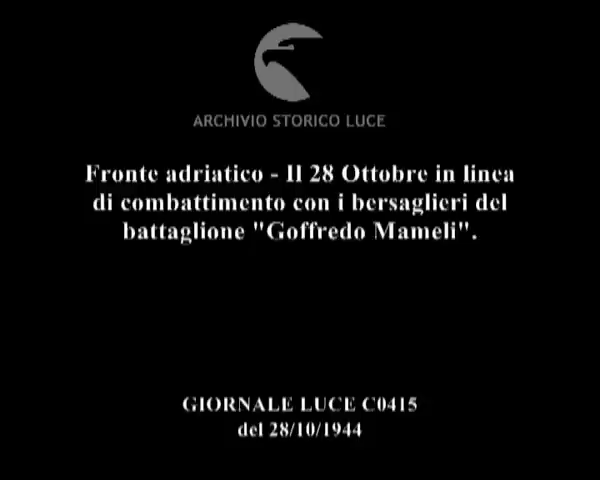 ARCHIVIO STORICO LUCE
Fronte adriatico - Il 28 Ottobre in linea
di combattimento con i bersaglieri del
battaglione "Goffredo Mameli".
GIORNALE LUCE C0415
del 28/10/1944